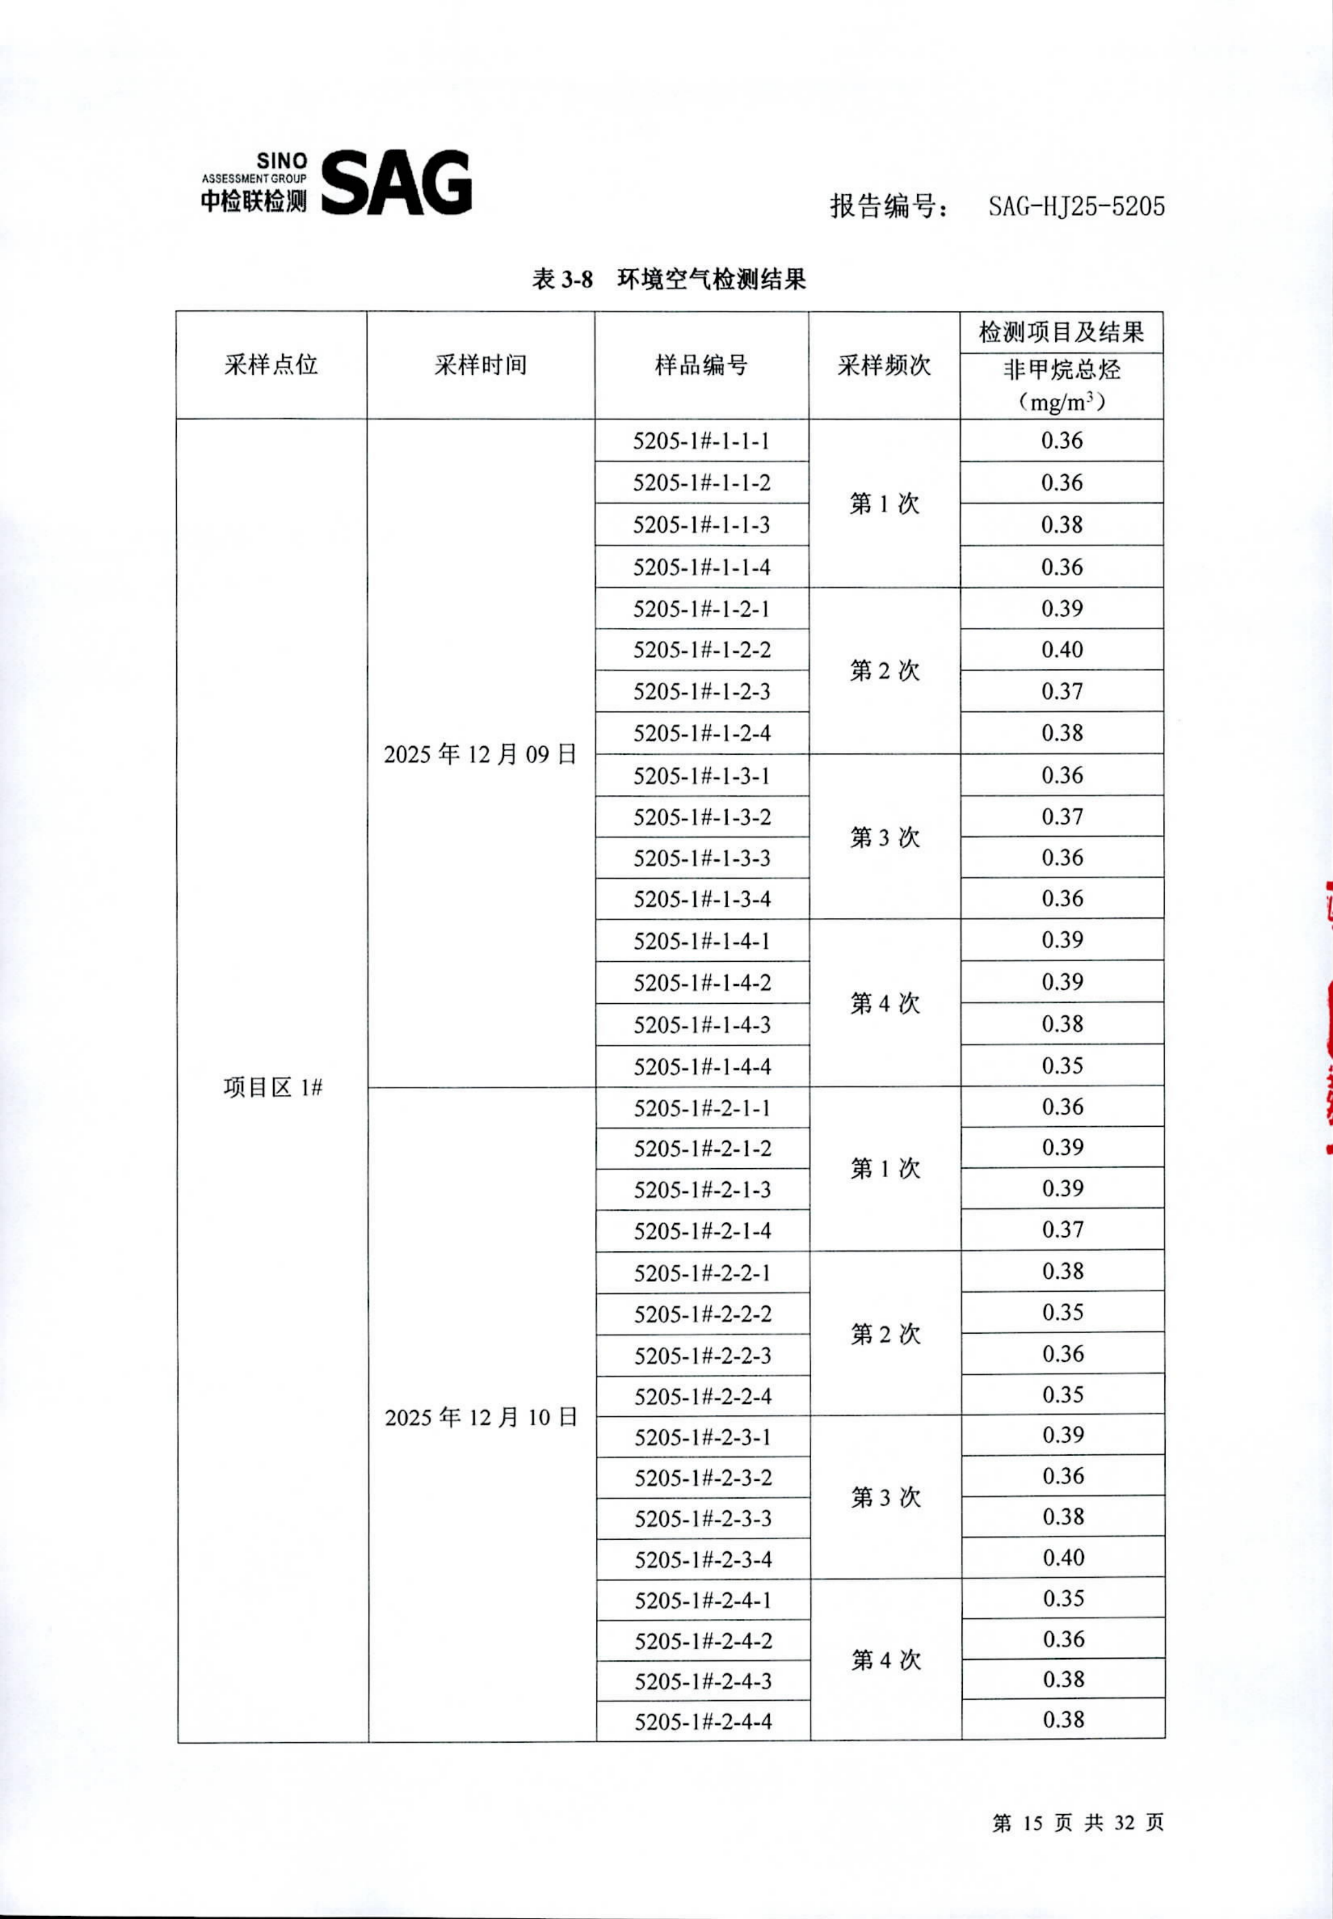 SINO
ASSESSMENT GROUP
中检联检测
SAG
报告编号： SAG-HJ25-5205
表 3-8 环境空气检测结果
采样点位 采样时间 样品编号 采样频次 检测项目及结果
非甲烷总烃
（mg/m³）
项目区 1#
2025 年 12 月 09 日
第 1 次
5205-1#-1-1-1 0.36
5205-1#-1-1-2 0.36
5205-1#-1-1-3 0.38
5205-1#-1-1-4 0.36
第 2 次
5205-1#-1-2-1 0.39
5205-1#-1-2-2 0.40
5205-1#-1-2-3 0.37
5205-1#-1-2-4 0.38
第 3 次
5205-1#-1-3-1 0.36
5205-1#-1-3-2 0.37
5205-1#-1-3-3 0.36
5205-1#-1-3-4 0.36
第 4 次
5205-1#-1-4-1 0.39
5205-1#-1-4-2 0.39
5205-1#-1-4-3 0.38
5205-1#-1-4-4 0.35
2025 年 12 月 10 日
第 1 次
5205-1#-2-1-1 0.36
5205-1#-2-1-2 0.39
5205-1#-2-1-3 0.39
5205-1#-2-1-4 0.37
第 2 次
5205-1#-2-2-1 0.38
5205-1#-2-2-2 0.35
5205-1#-2-2-3 0.36
5205-1#-2-2-4 0.35
第 3 次
5205-1#-2-3-1 0.39
5205-1#-2-3-2 0.36
5205-1#-2-3-3 0.38
5205-1#-2-3-4 0.40
第 4 次
5205-1#-2-4-1 0.35
5205-1#-2-4-2 0.36
5205-1#-2-4-3 0.38
5205-1#-2-4-4 0.38
第 15 页 共 32 页